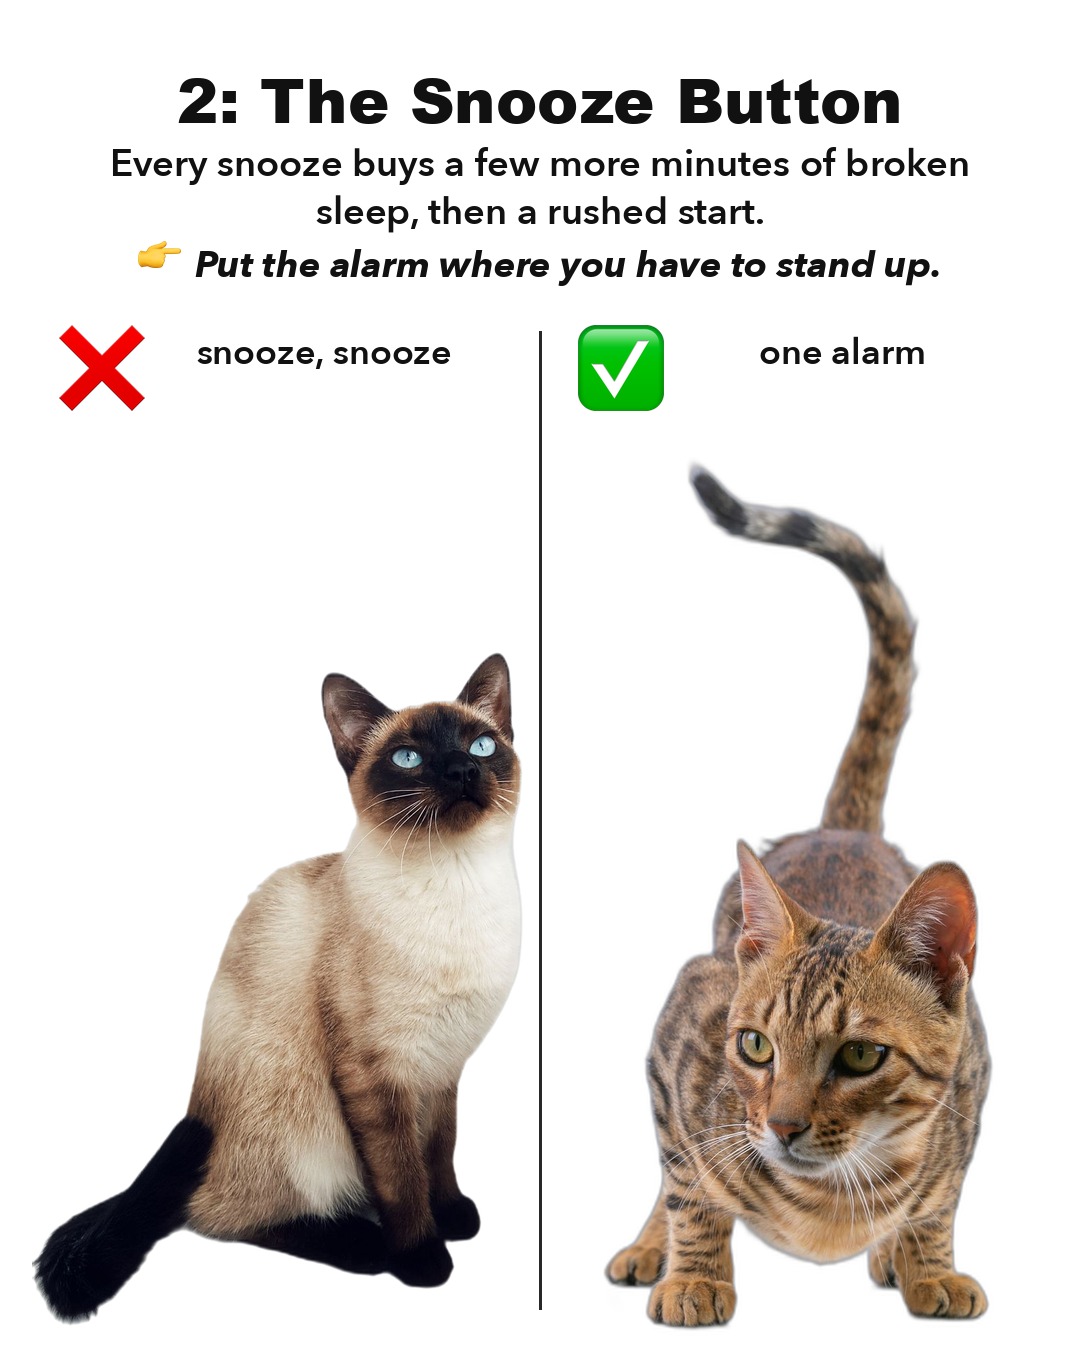 2: The Snooze Button
Every snooze buys a few more minutes of broken
sleep, then a rushed start.
👉 Put the alarm where you have to stand up.
❌ snooze, snooze
✅ one alarm